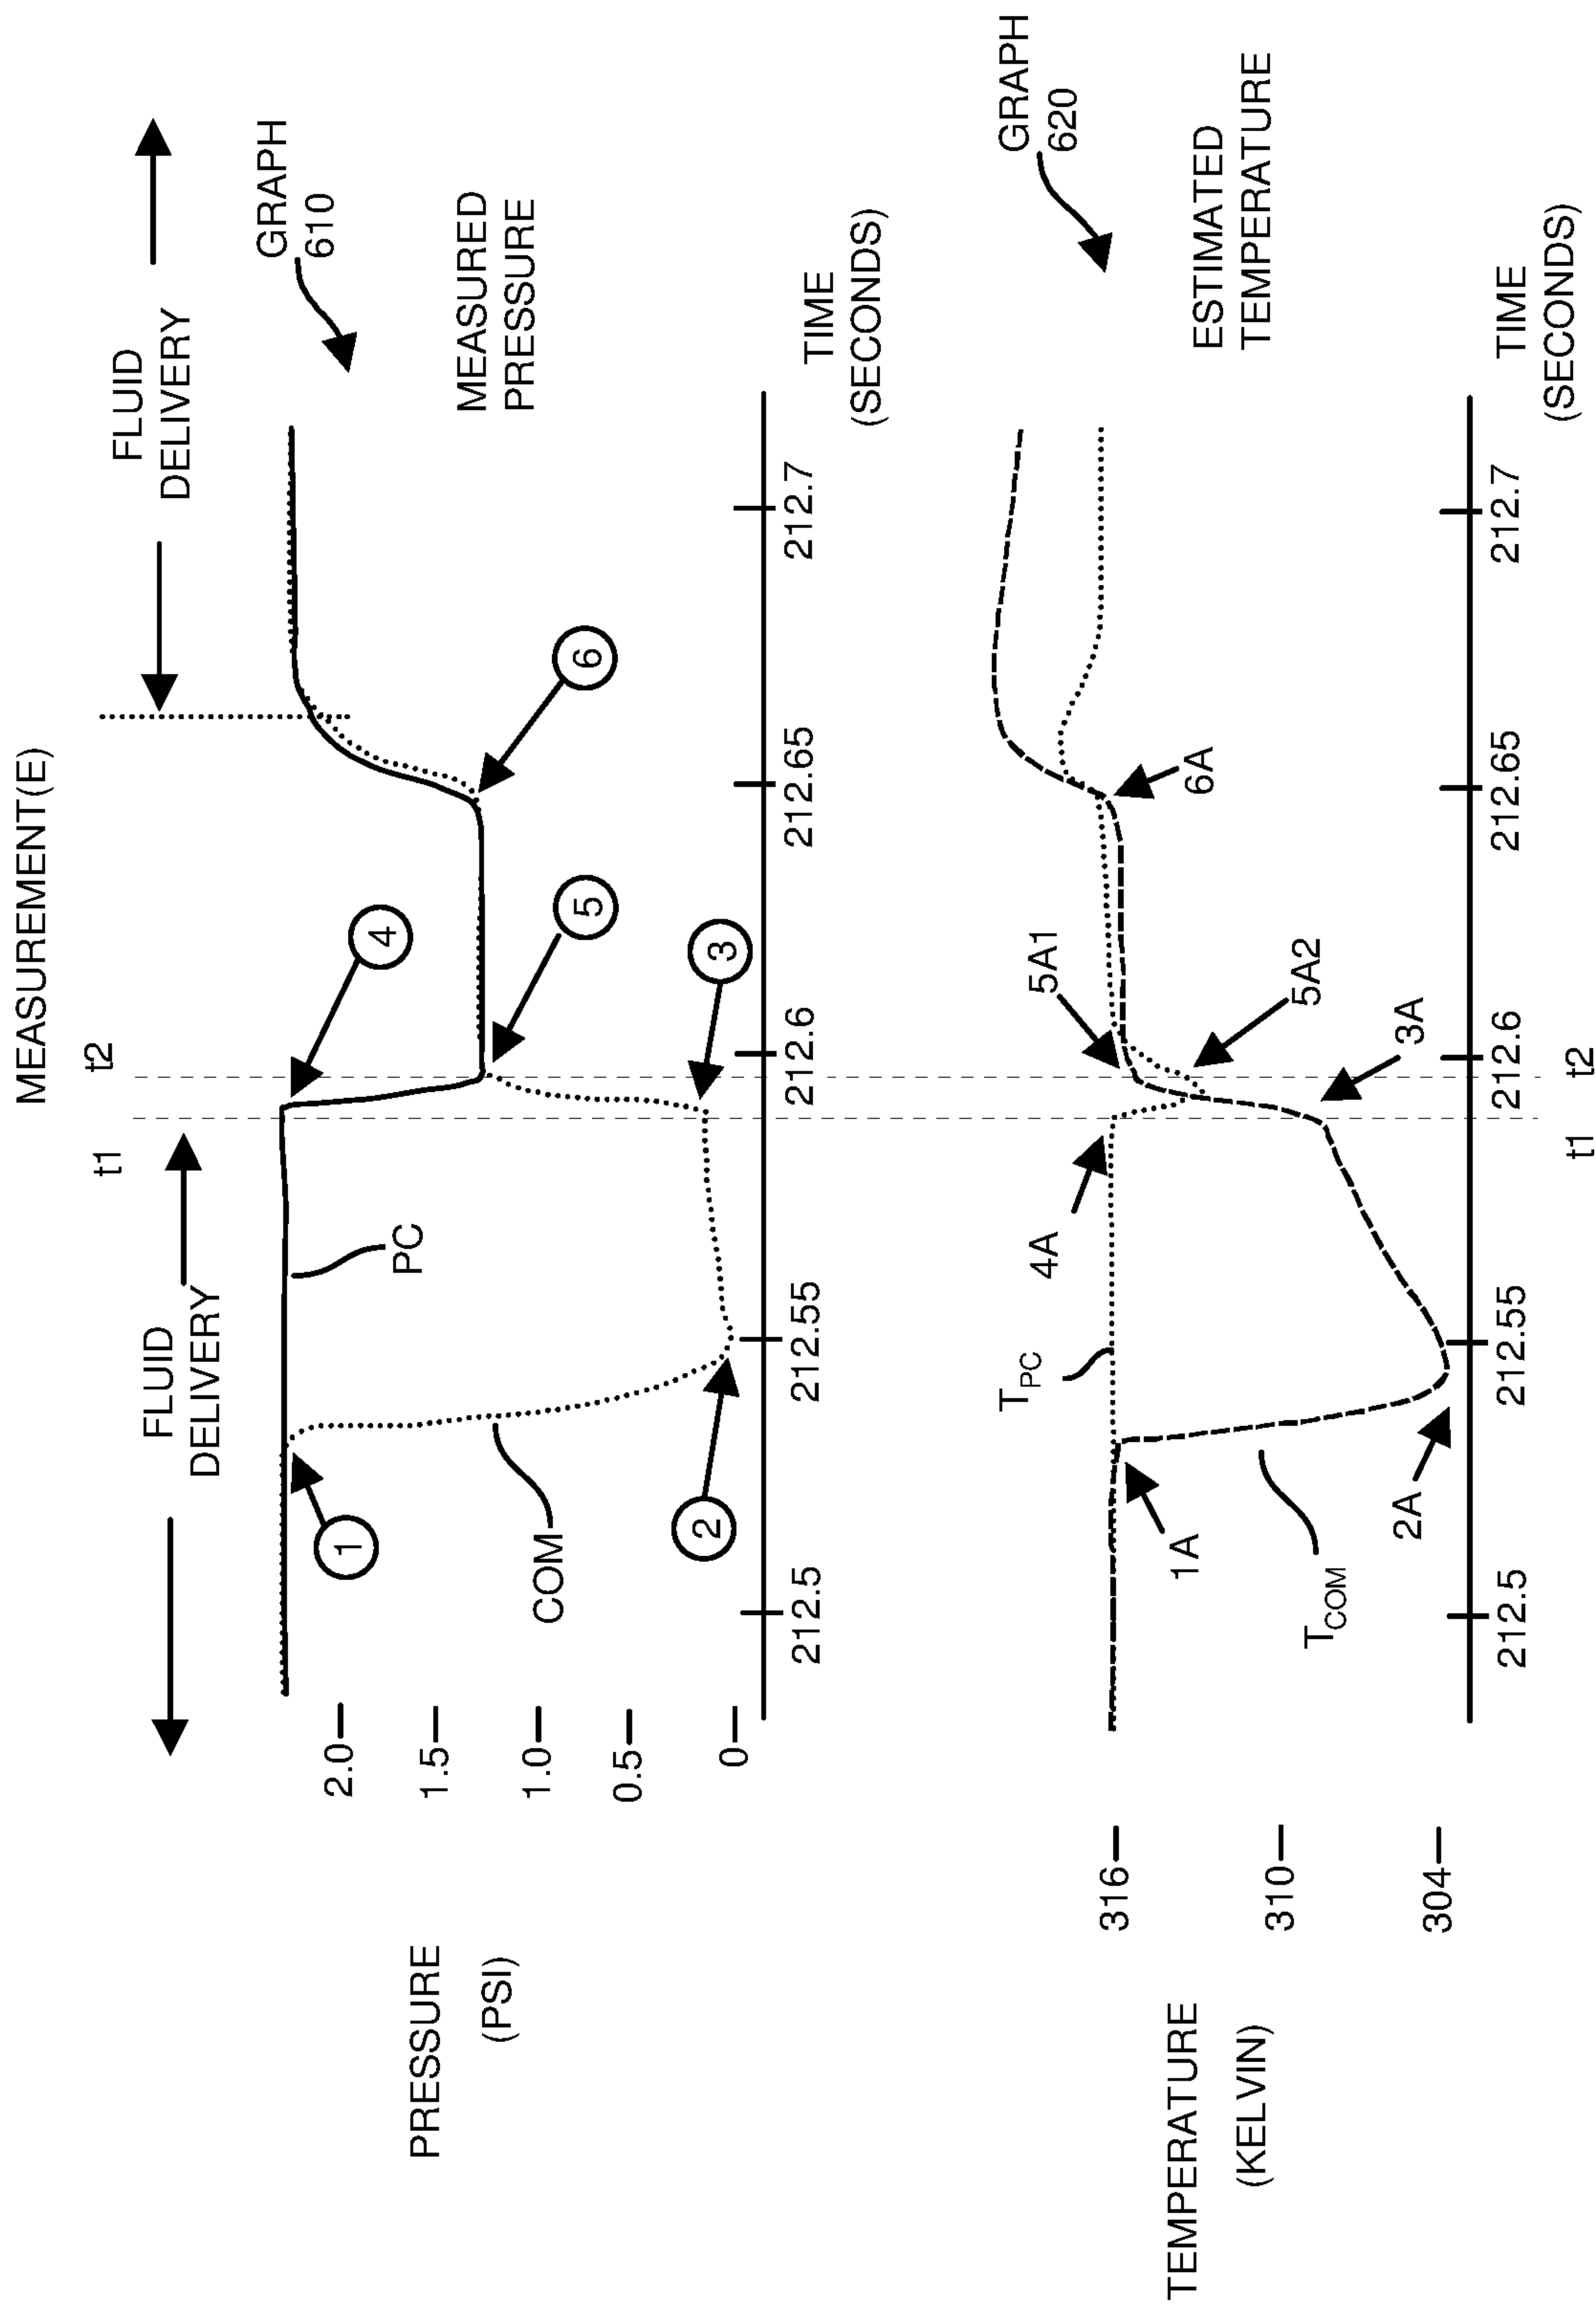 MEASUREMENT(E)
t1
t2
FLUID
DELIVERY
FLUID
DELIVERY
GRAPH
610
PRESSURE
(PSI)
2.0
1.5
1.0
0.5
0
1
2
3
4
5
6
COM
PC
MEASURED
PRESSURE
212.5
212.55
212.6
212.65
212.7
TIME
(SECONDS)
GRAPH
620
TEMPERATURE
(KELVIN)
316
310
304
TPC
TCOM
1A
2A
4A
3A
5A1
5A2
6A
ESTIMATED
TEMPERATURE
212.5
212.55
212.6
212.65
212.7
t1
t2
TIME
(SECONDS)